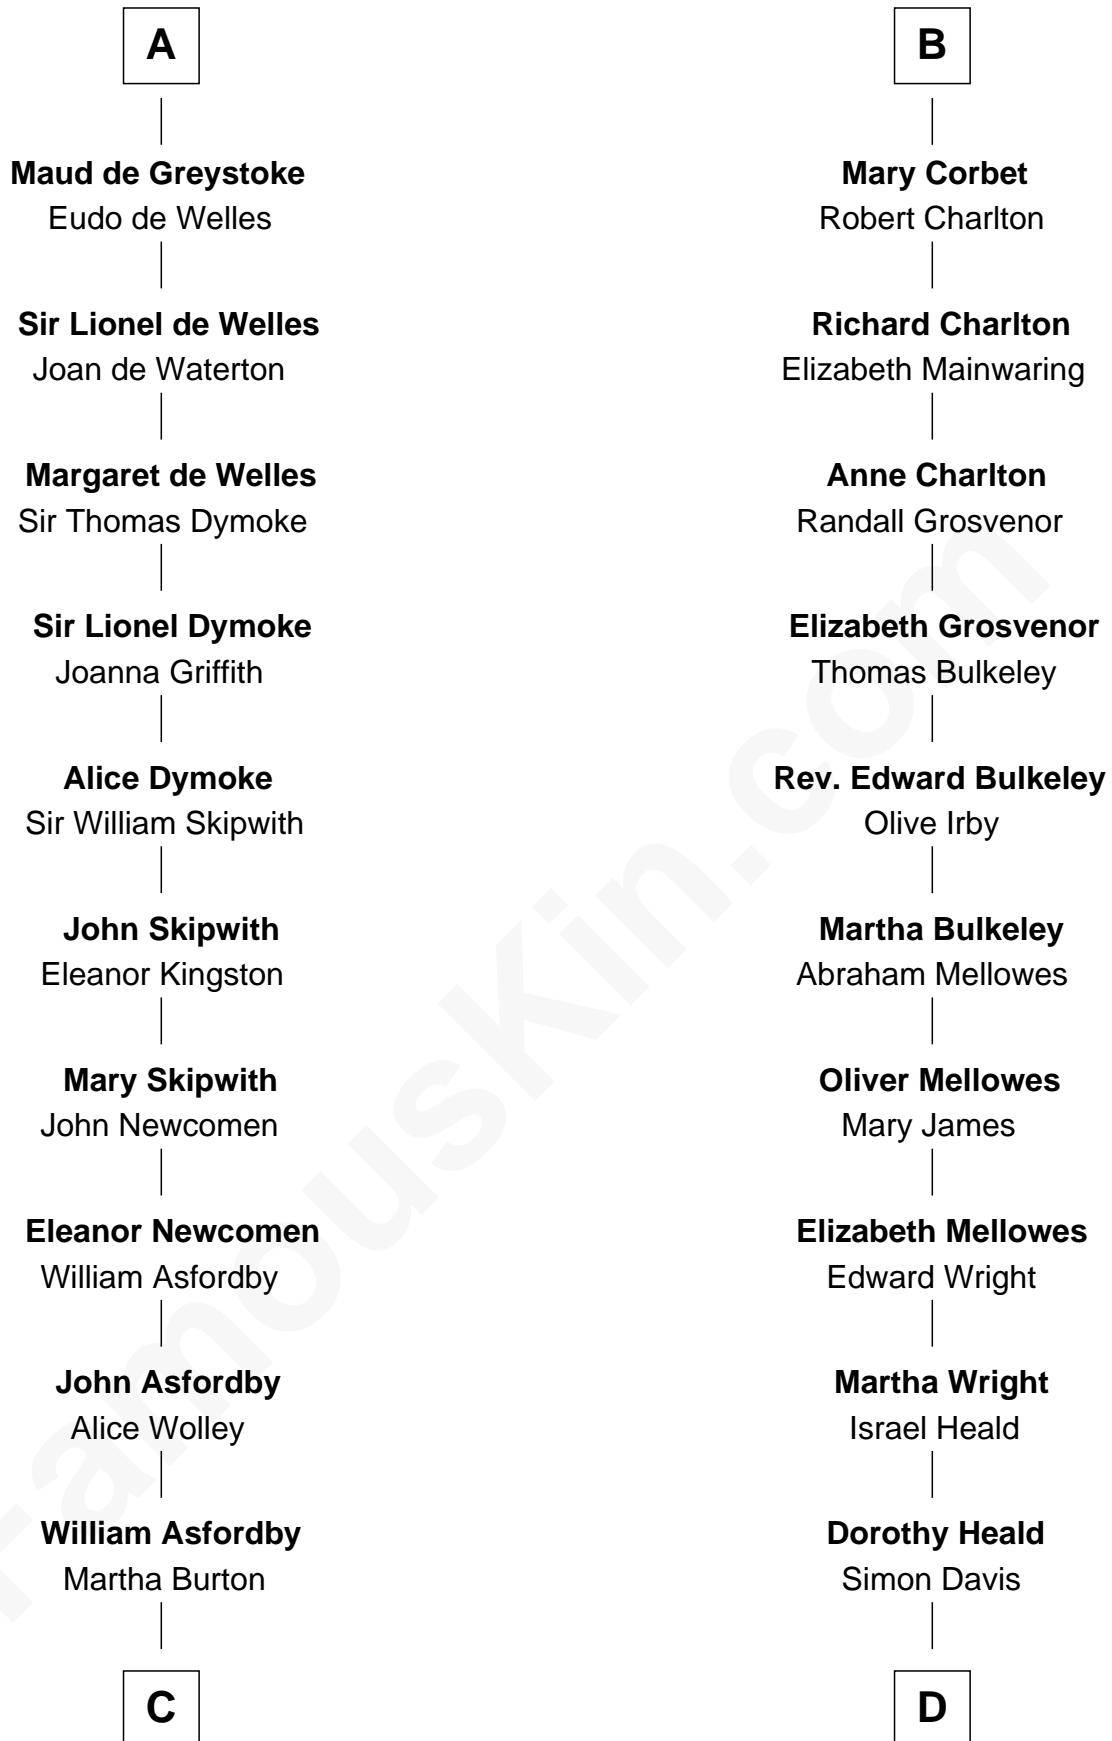 A
Maud de Greystoke
Eudo de Welles
Sir Lionel de Welles
Joan de Waterton
Margaret de Welles
Sir Thomas Dymoke
Sir Lionel Dymoke
Joanna Griffith
Alice Dymoke
Sir William Skipwith
John Skipwith
Eleanor Kingston
Mary Skipwith
John Newcomen
Eleanor Newcomen
William Asfordby
John Asfordby
Alice Wolley
William Asfordby
Martha Burton
C
B
Mary Corbet
Robert Charlton
Richard Charlton
Elizabeth Mainwaring
Anne Charlton
Randall Grosvenor
Elizabeth Grosvenor
Thomas Bulkeley
Rev. Edward Bulkeley
Olive Irby
Martha Bulkeley
Abraham Mellowes
Oliver Mellowes
Mary James
Elizabeth Mellowes
Edward Wright
Martha Wright
Israel Heald
Dorothy Heald
Simon Davis
D
FamousKin.com